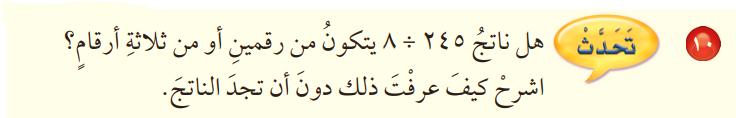 ١٠ تَحَدَّثْ هل ناتجُ ٢٤٥ ÷ ٨ يتكونُ من رقمينِ أو من ثلاثةِ أرقامٍ؟
اشرحْ كيفَ عرفْتَ ذلك دونَ أن تجدَ الناتجَ.